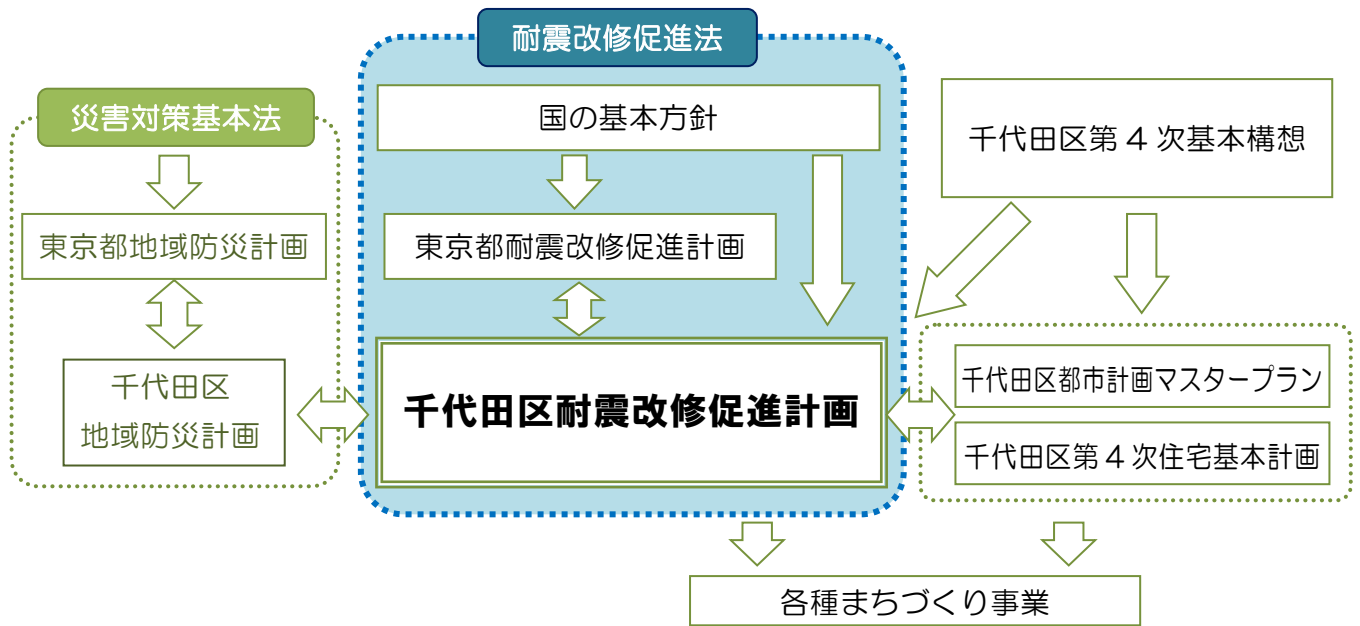 耐震改修促進法
災害対策基本法
国の基本方針
千代田区第４次基本構想
東京都地域防災計画
東京都耐震改修促進計画
千代田区
地域防災計画
千代田区耐震改修促進計画
千代田区都市計画マスタープラン
千代田区第４次住宅基本計画
各種まちづくり事業